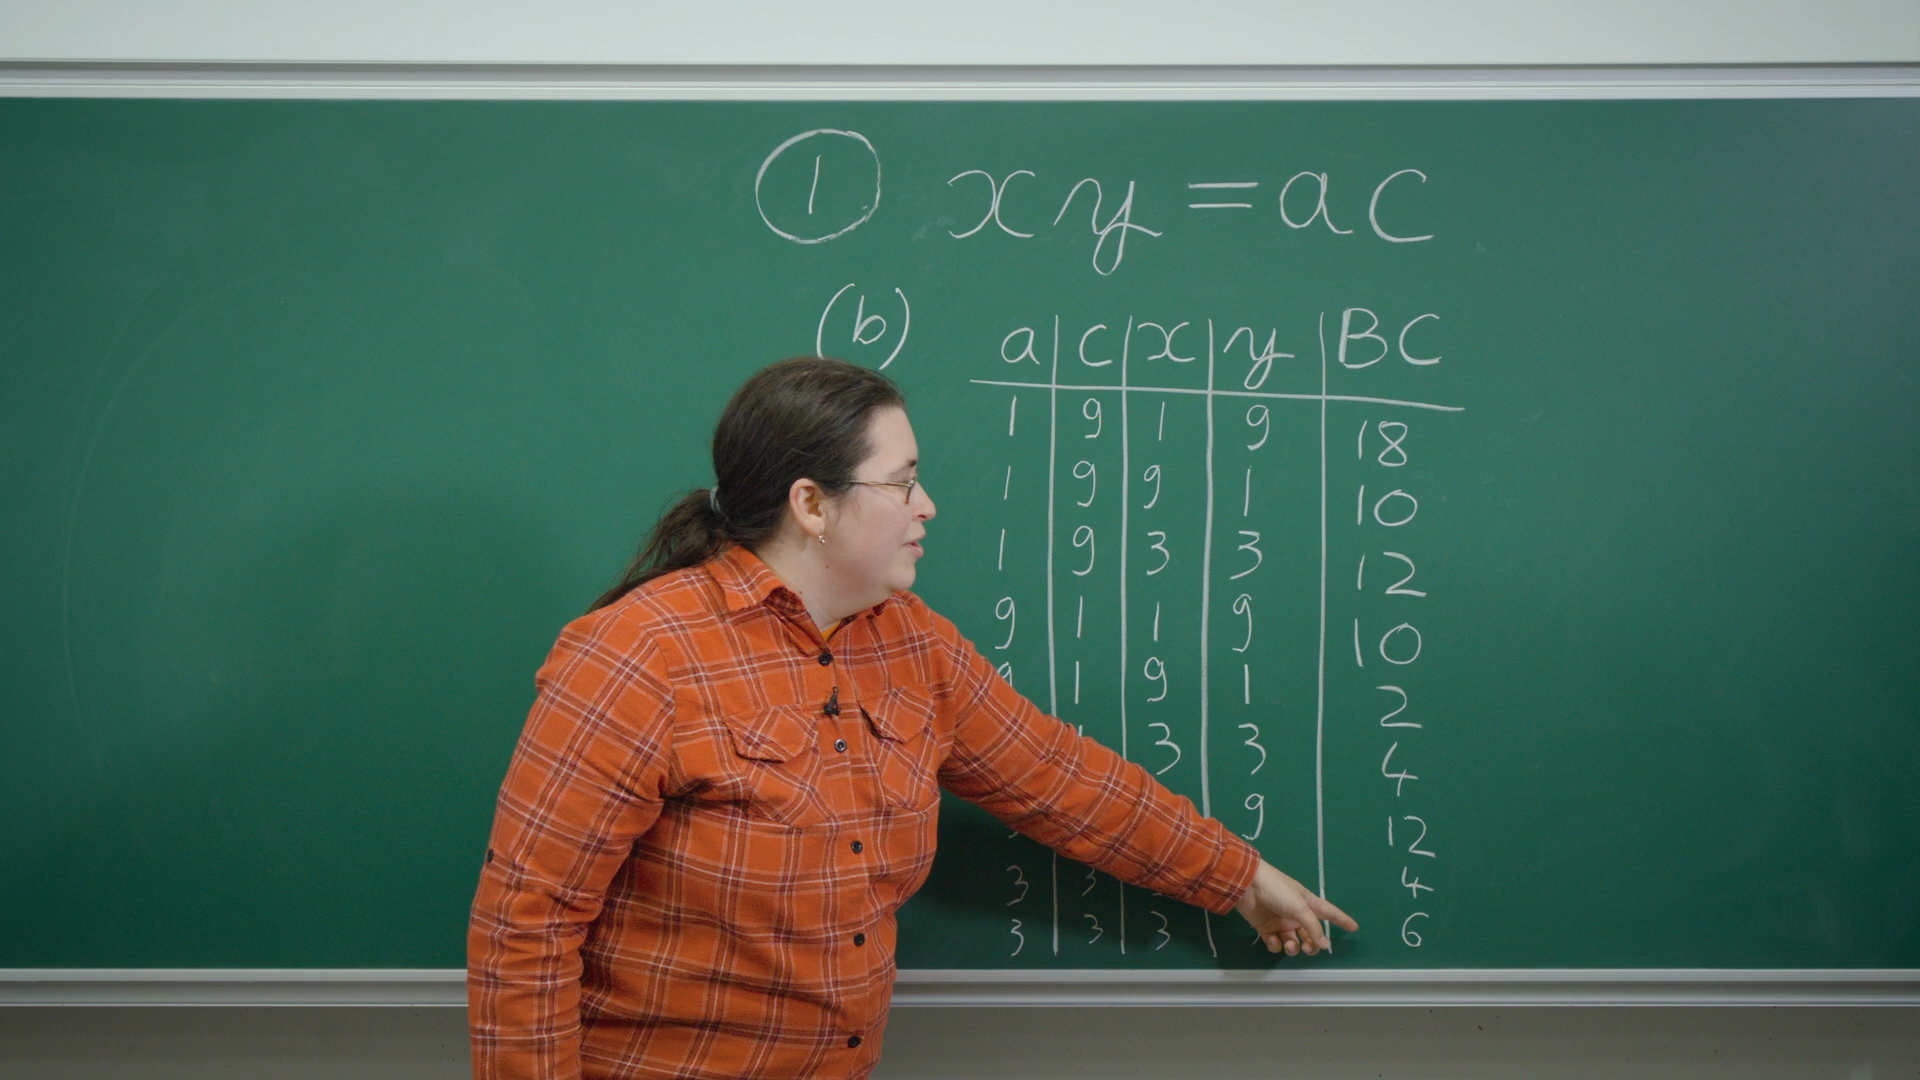 ① xy = ac
(b)
a c x y BC
1 9 1 9 18
1 9 9 1 10
1 9 3 3 12
9 1 1 9 10
9 1 9 1 2
3 3 4
9 12
3 3 4
3 3 3 6